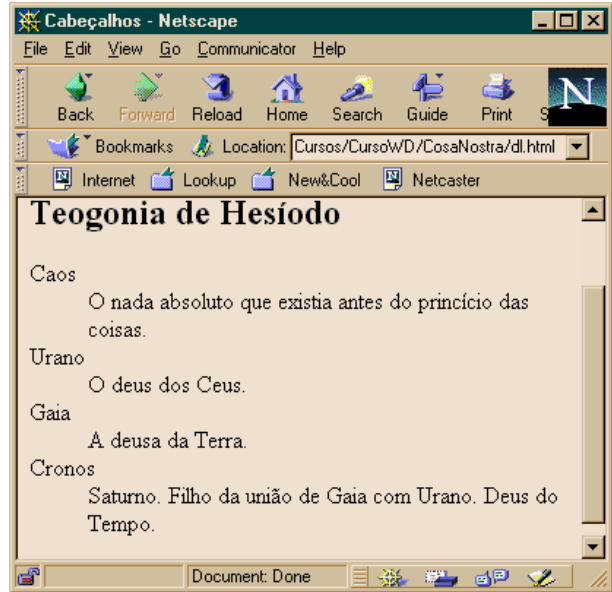 Cabeçalhos - Netscape
File Edit View Go Communicator Help
Back Forward Reload Home Search Guide Print S N
Bookmarks Location: Cursos/CursoWD/CosaNostra/dl.html
Internet Lookup New&Cool Netcaster
Teogonia de Hesíodo
Caos
O nada absoluto que existia antes do princício das
coisas.
Urano
O deus dos Ceus.
Gaia
A deusa da Terra.
Cronos
Saturno. Filho da união de Gaia com Urano. Deus do
Tempo.
Document: Done